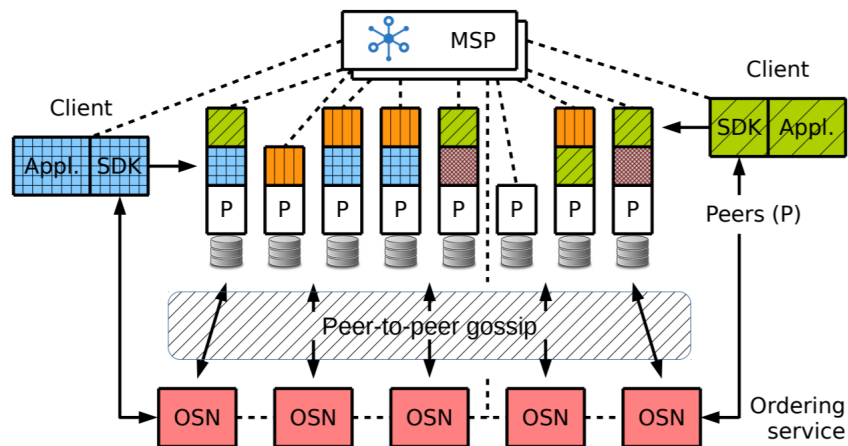 MSP
Client
Client
Appl. SDK
SDK Appl.
P P P P P P P P
Peers (P)
Peer-to-peer gossip
OSN OSN OSN OSN OSN
Ordering
service